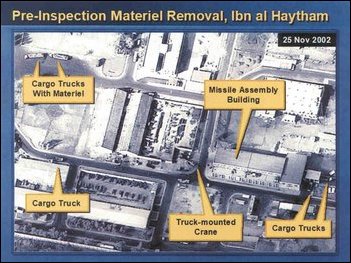 Pre-Inspection Materiel Removal, Ibn al Haytham
25 Nov 2002
Cargo Trucks
With Materiel
Missile Assembly
Building
Cargo Truck
Truck-mounted
Crane
Cargo Trucks